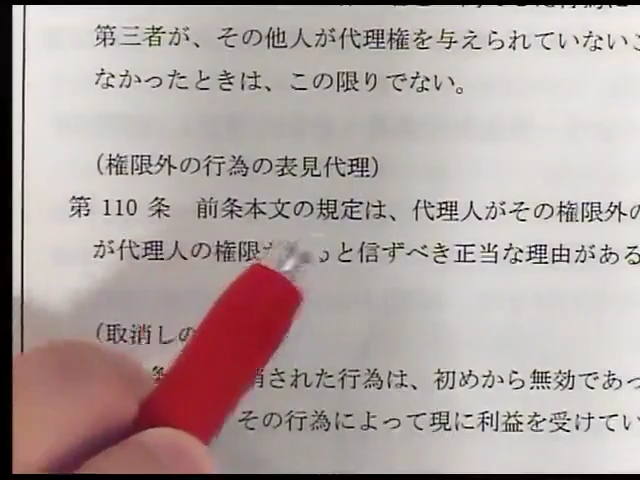 第三者が、その他人が代理権を与えられていない
なかったときは、この限りでない。
(権限外の行為の表見代理)
第 110 条 前条本文の規定は、代理人がその権限外の
が代理人の権限 と信ずべき正当な理由がある
(取消しの
された行為は、初めから無効であっ
その行為によって現に利益を受けてい